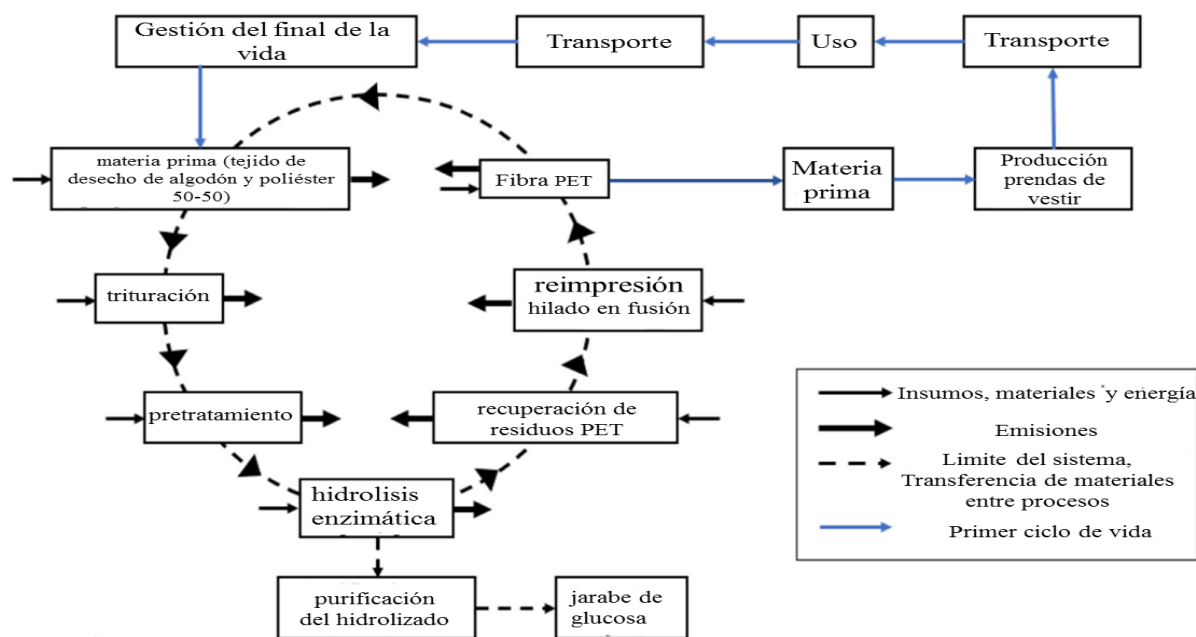 Gestión del final de la
vida
Transporte
Uso
Transporte
materia prima (tejido de
desecho de algodón y poliéster
50-50)
Fibra PET
Materia
prima
Producción
prendas de
vestir
trituración
reimpresión
hilado en fusión
pretratamiento
recuperación de
residuos PET
hidrolisis
enzimática
purificación
del hidrolizado
jarabe de
glucosa
Insumos, materiales y energía
Emisiones
Limite del sistema,
Transferencia de materiales
entre procesos
Primer ciclo de vida